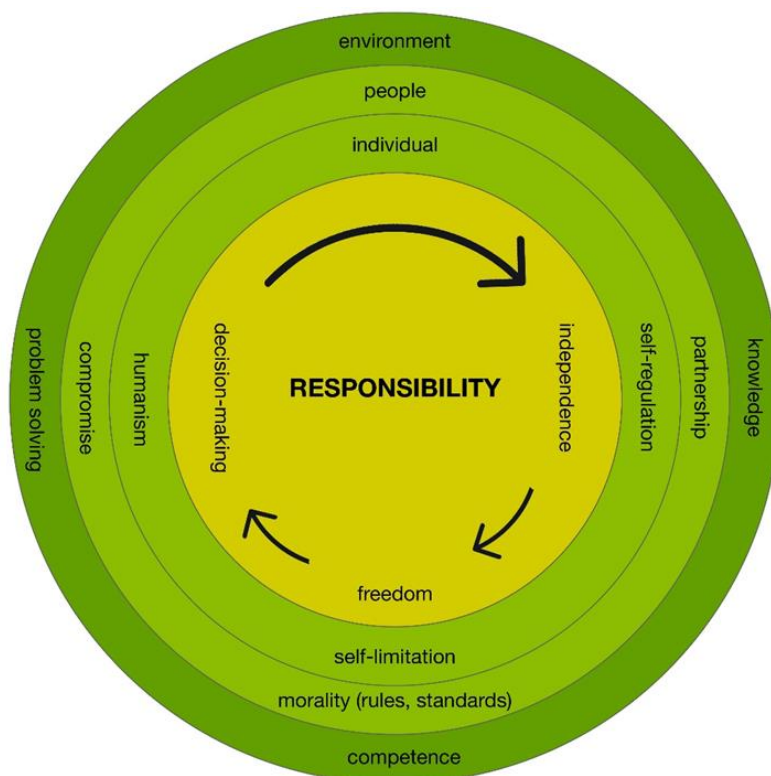 environment
people
individual
problem solving
compromise
humanism
decision-making
RESPONSIBILITY
independence
self-regulation
partnership
knowledge
freedom
self-limitation
morality (rules, standards)
competence